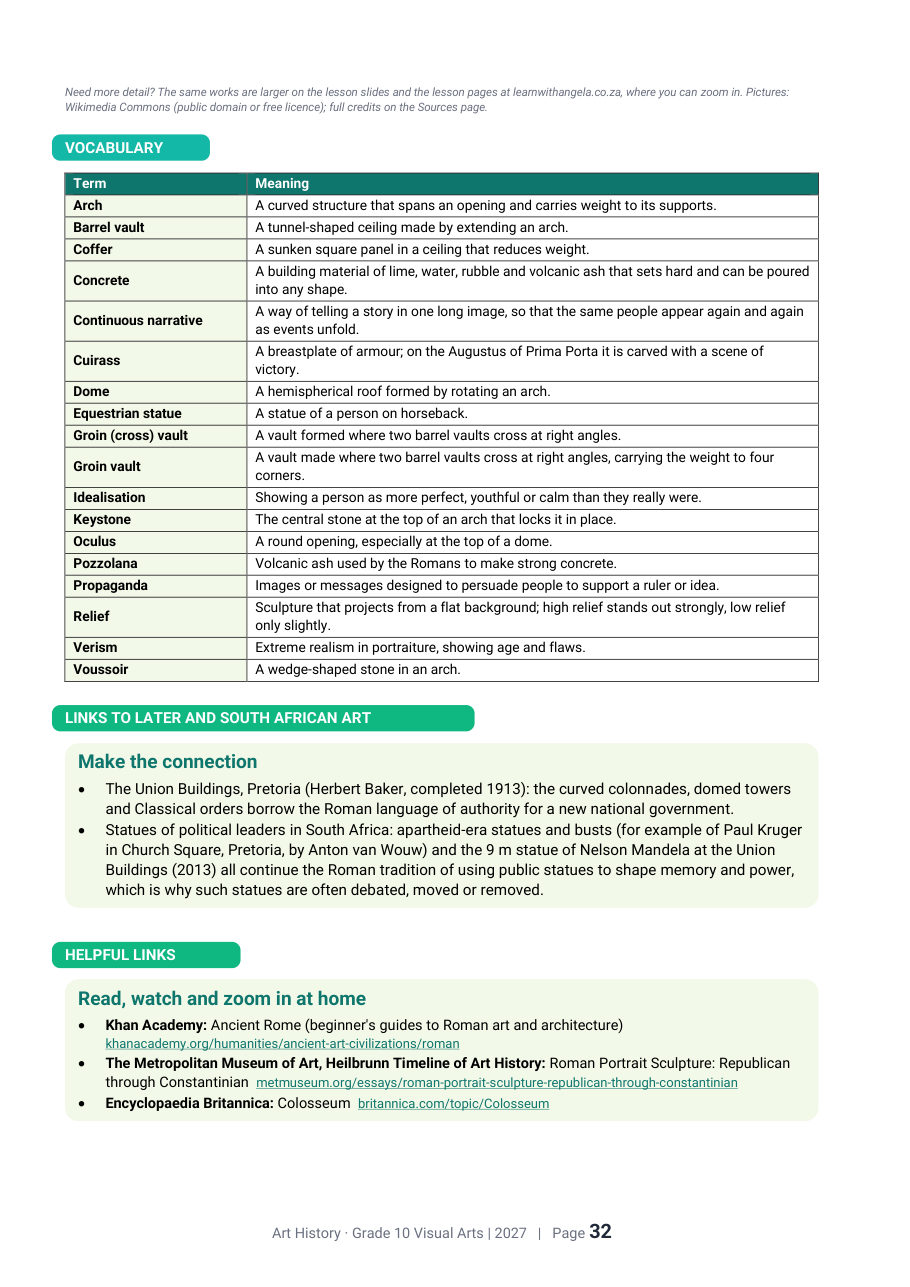 Need more detail? The same works are larger on the lesson slides and the lesson pages at learnwithangela.co.za, where you can zoom in. Pictures:
Wikimedia Commons (public domain or free licence); full credits on the Sources page.
VOCABULARY
Term Meaning
Arch A curved structure that spans an opening and carries weight to its supports.
Barrel vault A tunnel-shaped ceiling made by extending an arch.
Coffer A sunken square panel in a ceiling that reduces weight.
Concrete A building material of lime, water, rubble and volcanic ash that sets hard and can be poured
into any shape.
Continuous narrative A way of telling a story in one long image, so that the same people appear again and again
as events unfold.
Cuirass A breastplate of armour; on the Augustus of Prima Porta it is carved with a scene of
victory.
Dome A hemispherical roof formed by rotating an arch.
Equestrian statue A statue of a person on horseback.
Groin (cross) vault A vault formed where two barrel vaults cross at right angles.
Groin vault A vault made where two barrel vaults cross at right angles, carrying the weight to four
corners.
Idealisation Showing a person as more perfect, youthful or calm than they really were.
Keystone The central stone at the top of an arch that locks it in place.
Oculus A round opening, especially at the top of a dome.
Pozzolana Volcanic ash used by the Romans to make strong concrete.
Propaganda Images or messages designed to persuade people to support a ruler or idea.
Relief Sculpture that projects from a flat background; high relief stands out strongly, low relief
only slightly.
Verism Extreme realism in portraiture, showing age and flaws.
Voussoir A wedge-shaped stone in an arch.
LINKS TO LATER AND SOUTH AFRICAN ART
Make the connection
• The Union Buildings, Pretoria (Herbert Baker, completed 1913): the curved colonnades, domed towers
and Classical orders borrow the Roman language of authority for a new national government.
• Statues of political leaders in South Africa: apartheid-era statues and busts (for example of Paul Kruger
in Church Square, Pretoria, by Anton van Wouw) and the 9 m statue of Nelson Mandela at the Union
Buildings (2013) all continue the Roman tradition of using public statues to shape memory and power,
which is why such statues are often debated, moved or removed.
HELPFUL LINKS
Read, watch and zoom in at home
• Khan Academy: Ancient Rome (beginner's guides to Roman art and architecture)
khanacademy.org/humanities/ancient-art-civilizations/roman
• The Metropolitan Museum of Art, Heilbrunn Timeline of Art History: Roman Portrait Sculpture: Republican
through Constantinian metmuseum.org/essays/roman-portrait-sculpture-republican-through-constantinian
• Encyclopaedia Britannica: Colosseum britannica.com/topic/Colosseum
Art History · Grade 10 Visual Arts | 2027 | Page 32